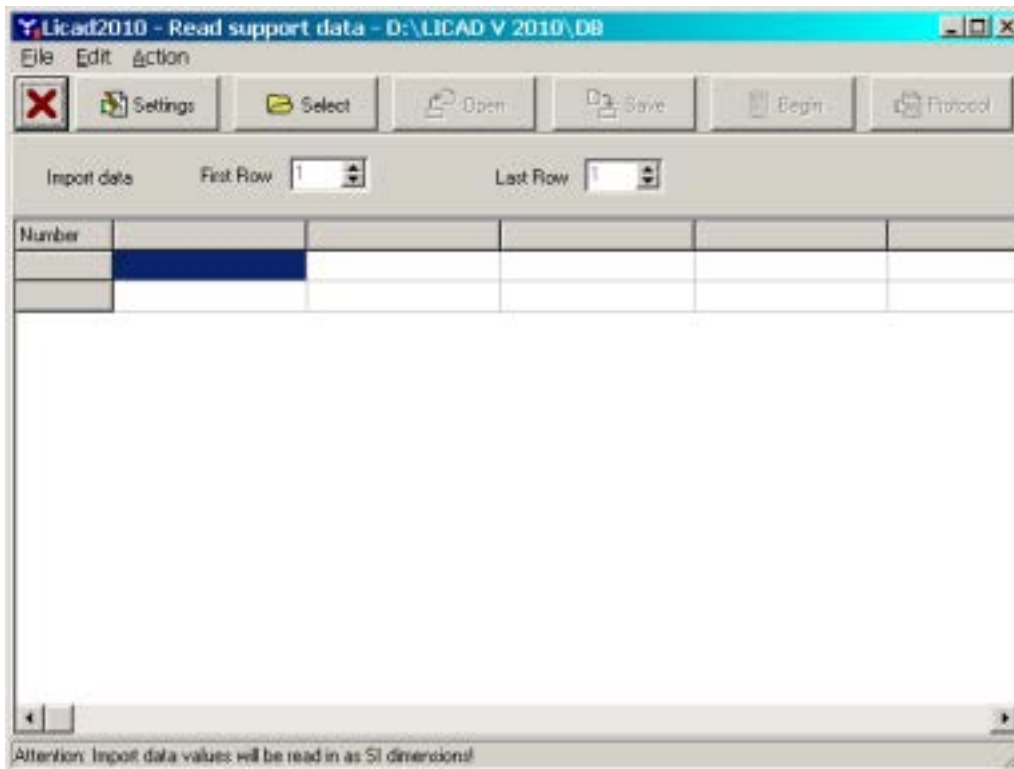 Licad2010 - Read support data - D:\LICAD V 2010\DB
File Edit Action
Settings Select Open Save Begin Protocol
Import data First Row 1 Last Row 1
Number
Attention: Import data values will be read in as SI dimensions!